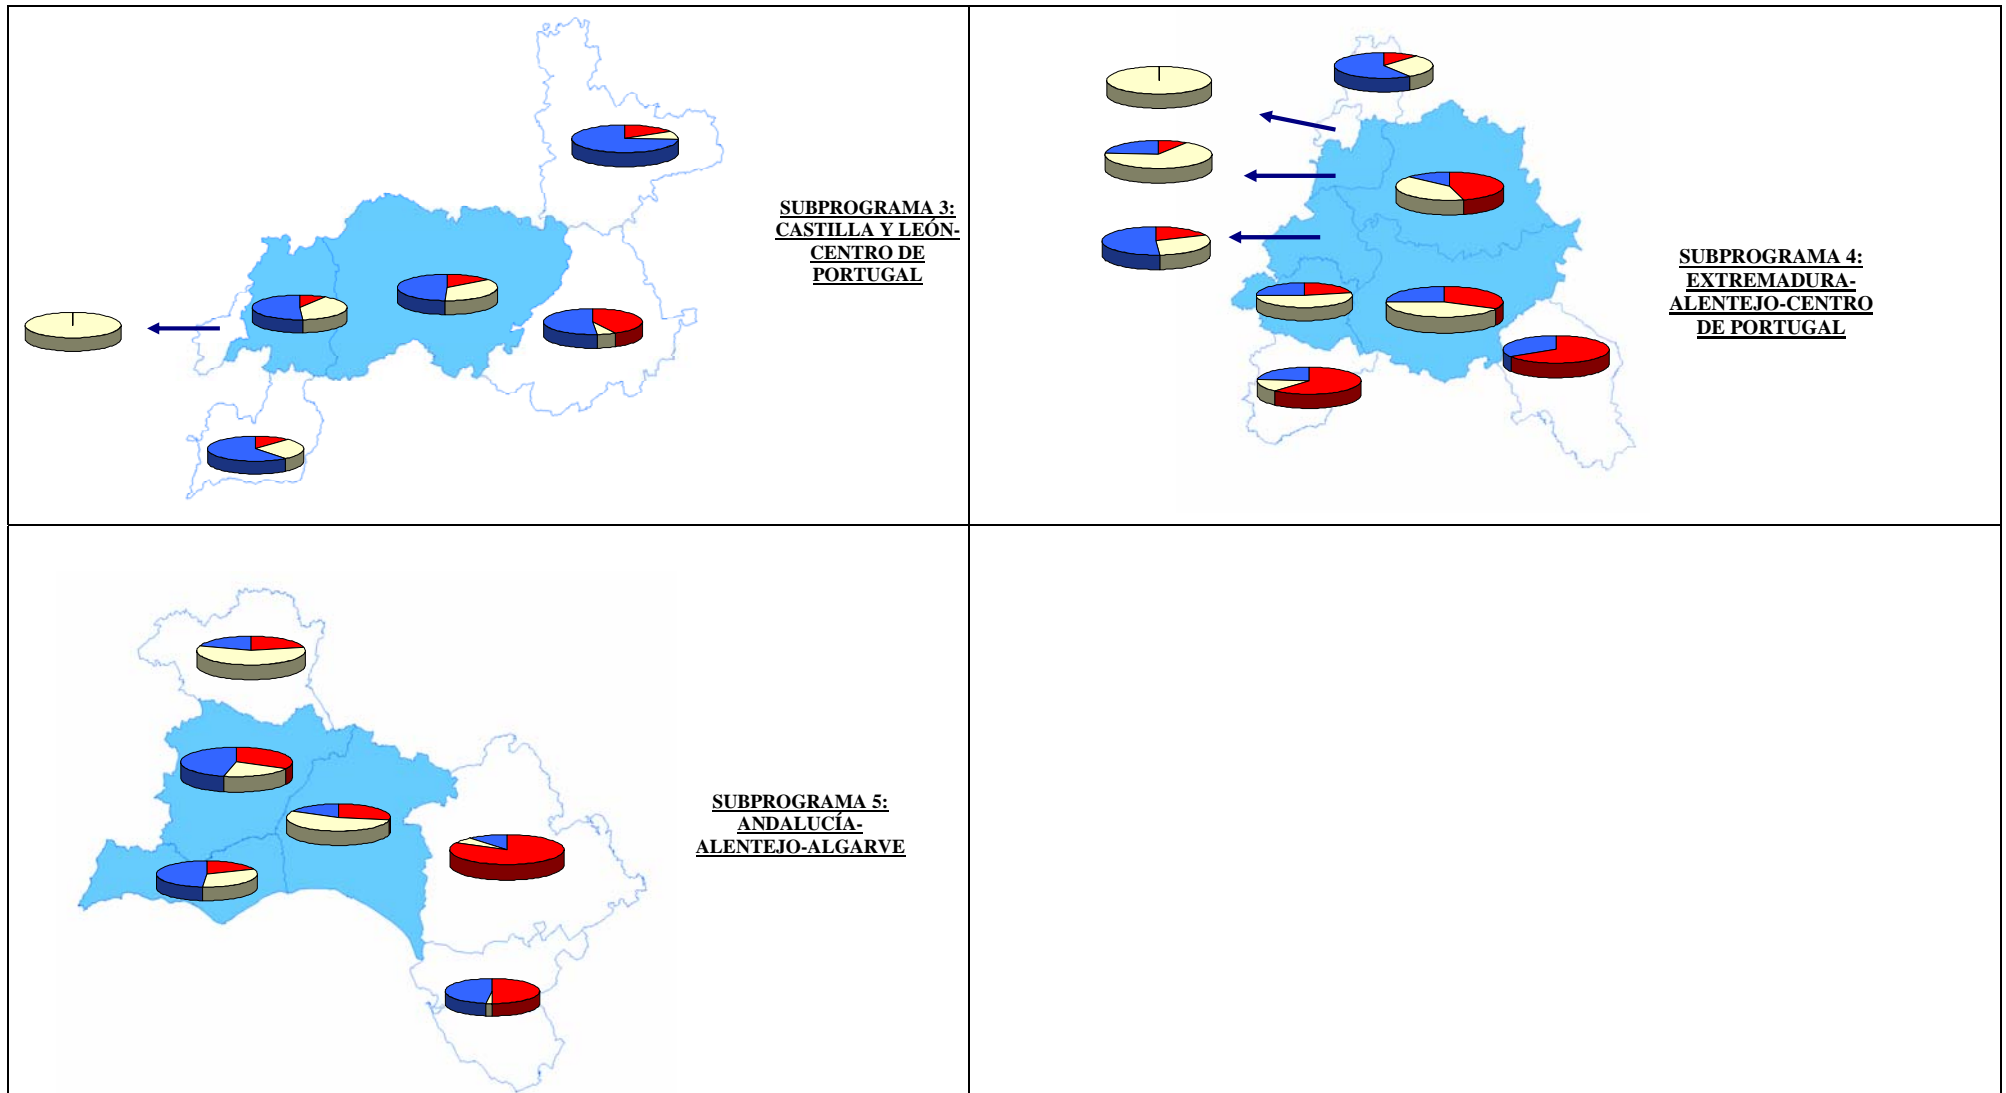 SUBPROGRAMA 3:
CASTILLA Y LEÓN-
CENTRO DE
PORTUGAL
SUBPROGRAMA 4:
EXTREMADURA-
ALENTEJO-CENTRO
DE PORTUGAL
SUBPROGRAMA 5:
ANDALUCÍA-
ALENTEJO-ALGARVE